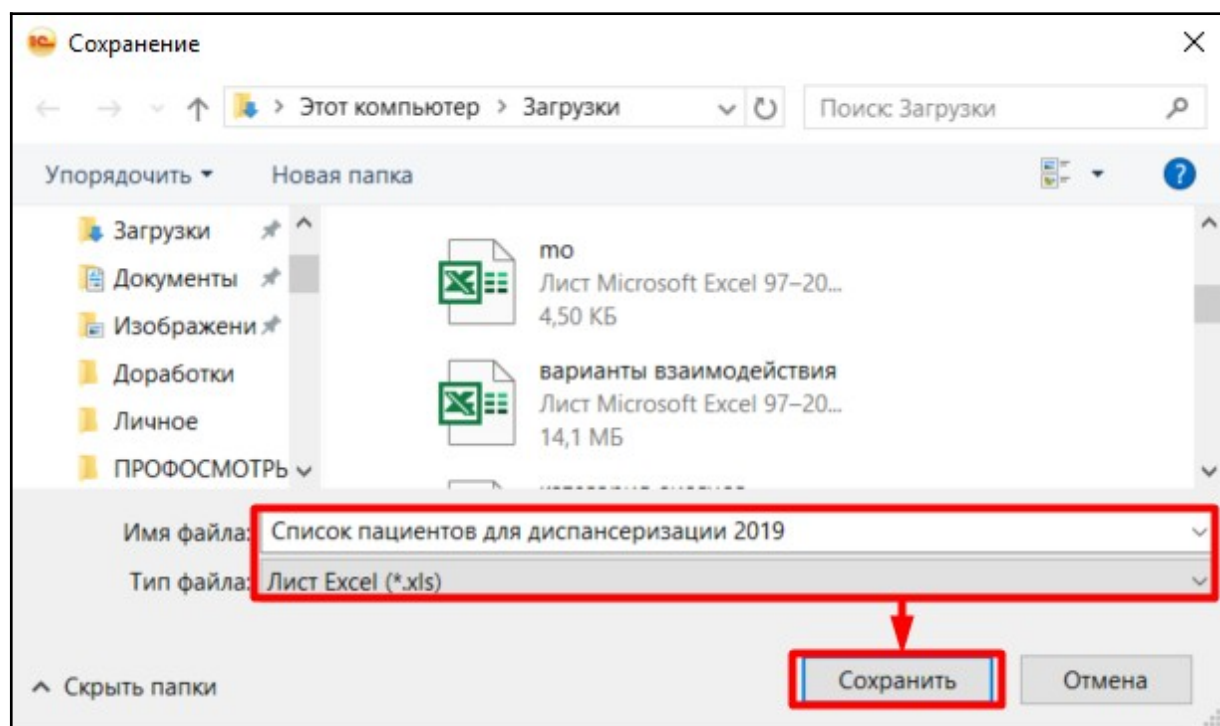 Сохранение
Этот компьютер > Загрузки
Поиск: Загрузки
Упорядочить
Новая папка
Загрузки
Документы
Изображени
Доработки
Личное
ПРОФОСМОТРЬ
mo
Лист Microsoft Excel 97–20...
4,50 КБ
варианты взаимодействия
Лист Microsoft Excel 97–20...
14,1 МБ
Имя файла: Список пациентов для диспансеризации 2019
Тип файла: Лист Excel (*.xls)
Скрыть папки
Сохранить
Отмена